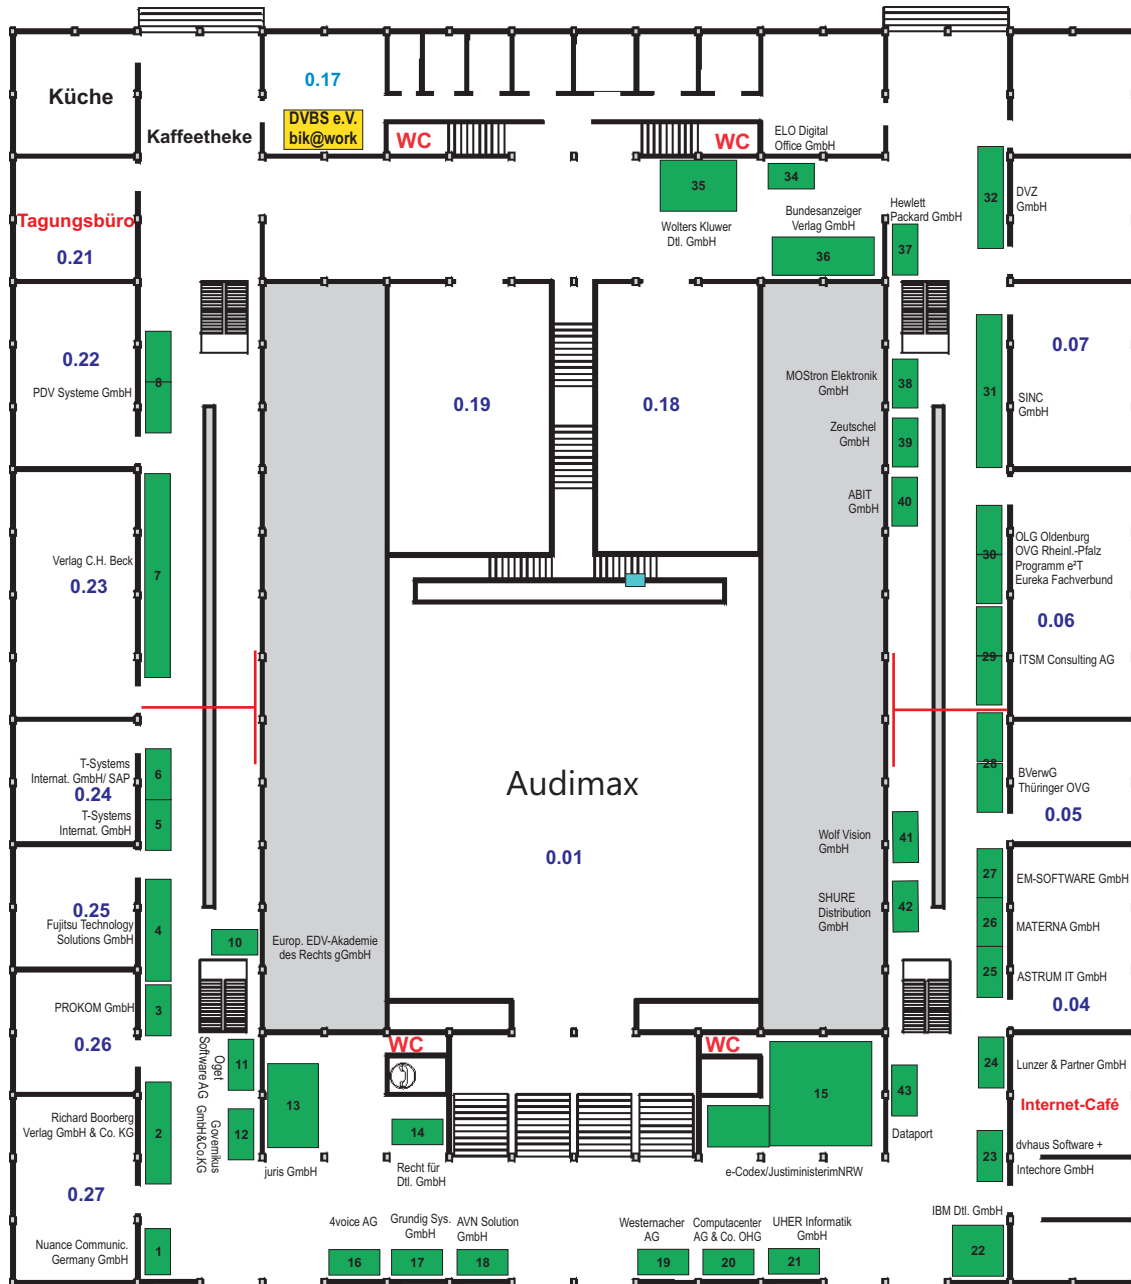 Küche
Kaffeetheke
0.17
DVBS e.V.
bik@work
WC
WC
ELO Digital
Office GmbH
34
35
Wolters Kluwer
Dtl. GmbH
Bundesanzeiger
Verlag GmbH
36
Hewlett
Packard GmbH
37
32
DVZ
GmbH
Tagungsbüro
0.21
0.22
PDV Systeme GmbH
8
0.19
0.18
MOStron Elektronik
GmbH
38
Zeutschel
GmbH
39
ABIT
GmbH
40
31
0.07
SINC
GmbH
Verlag C.H. Beck
0.23
7
30
OLG Oldenburg
OVG Rheinl.-Pfalz
Programm e²T
Eureka Fachverbund
0.06
29
ITSM Consulting AG
T-Systems
Internat. GmbH/ SAP
0.24
T-Systems
Internat. GmbH
6
5
Audimax
0.01
28
BVerwG
Thüringer OVG
0.05
Wolf Vision
GmbH
41
SHURE
Distribution
GmbH
42
27
EM-SOFTWARE GmbH
26
MATERNA GmbH
25
ASTRUM IT GmbH
0.04
0.25
Fujitsu Technology
Solutions GmbH
4
10
Europ. EDV-Akademie
des Rechts gGmbH
PROKOM GmbH
3
0.26
Oget
Software AG
11
Governikus
GmbH&Co.KG
12
13
juris GmbH
WC
14
Recht für
Dtl. GmbH
WC
15
e-Codex/JustiministerimNRW
43
Dataport
24
Lunzer & Partner GmbH
Internet-Café
23
dvhaus Software +
Intechore GmbH
Richard Boorberg
Verlag GmbH & Co. KG
2
0.27
Nuance Communic.
Germany GmbH
1
4voice AG
16
Grundig Sys.
GmbH
17
AVN Solution
GmbH
18
Westernacher
AG
19
Computacenter
AG & Co. OHG
20
UHER Informatik
GmbH
21
IBM Dtl. GmbH
22